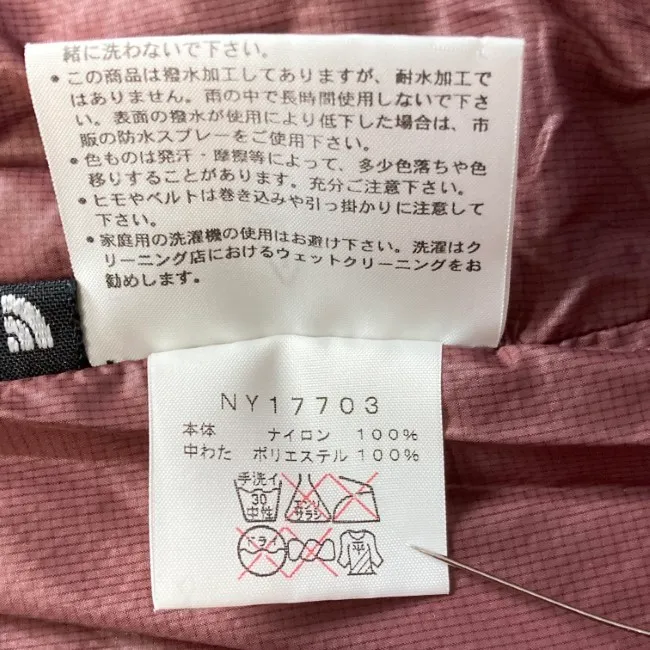 緒に洗わないで下さい。
●この商品は撥水加工してありますが、耐水加工で
はありません。雨の中で長時間使用しないで下さ
い。表面の撥水が使用により低下した場合は、市
販の防水スプレーをご使用下さい。
●色ものは発汗・摩擦等によって、多少色落ちや色
移りすることがあります。充分ご注意下さい。
●ヒモやベルトは巻き込みや引っ掛かりに注意して
下さい。
●家庭用の洗濯機の使用はお避け下さい。洗濯はク
リーニング店におけるウェットクリーニングをお
勧めします。
NY17703
本体 ナイロン 100%
中わた ポリエステル 100%
手洗イ
30
中性
エンソ
サラシ
ドライ
平